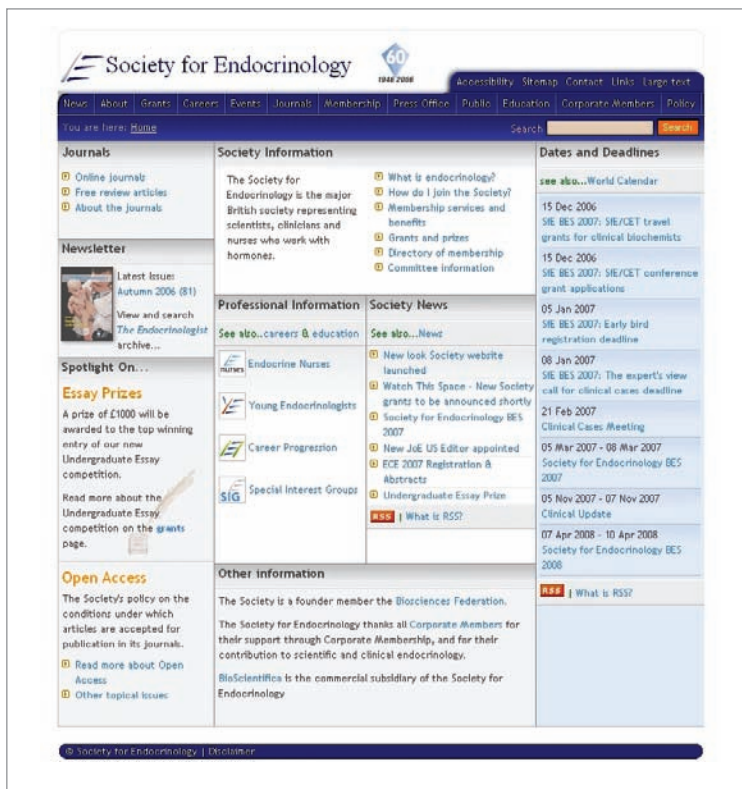 Society for Endocrinology
60
1946-2006
Accessibility Sitemap Contact Links Large text
News About Grants Careers Events Journals Membership Press Office Public Education Corporate Members Policy
You are here: Home
Search
Search
Journals
Online journals
Free review articles
About the journals
Newsletter
Latest Issue:
Autumn 2006 (81)
View and search
The Endocrinologist
archive...
Spotlight On...
Essay Prizes
A prize of £1000 will be
awarded to the top winning
entry of our new
Undergraduate Essay
competition.
Read more about the
Undergraduate Essay
competition on the grants
page.
Open Access
The Society's policy on the
conditions under which
articles are accepted for
publication in its journals.
Read more about Open
Access
Other topical issues
Society Information
The Society for
Endocrinology is the major
British society representing
scientists, clinicians and
nurses who work with
hormones.
What is endocrinology?
How do I join the Society?
Membership services and
benefits
Grants and prizes
Directory of membership
Committee information
Professional Information
See also..careers & education
nurses
Endocrine Nurses
Young Endocrinologists
Career Progression
SIG
Special Interest Groups
Society News
See also...News
New look Society website
launched
Watch This Space - New Society
grants to be announced shortly
Society for Endocrinology BES
2007
New JoE US Editor appointed
ECE 2007 Registration &
Abstracts
Undergraduate Essay Prize
RSS | What is RSS?
Other information
The Society is a founder member the Biosciences Federation.
The Society for Endocrinology thanks all Corporate Members for
their support through Corporate Membership, and for their
contribution to scientific and clinical endocrinology.
BioScientifica is the commercial subsidiary of the Society for
Endocrinology
Dates and Deadlines
see also...World Calendar
15 Dec 2006
SfE BES 2007: SfE/CET travel
grants for clinical biochemists
15 Dec 2006
SfE BES 2007: SfE/CET conference
grant applications
05 Jan 2007
SfE BES 2007: Early bird
registration deadline
08 Jan 2007
SfE BES 2007: The expert's view
call for clinical cases deadline
21 Feb 2007
Clinical Cases Meeting
05 Mar 2007 - 08 Mar 2007
Society for Endocrinology BES
2007
05 Nov 2007 - 07 Nov 2007
Clinical Update
07 Apr 2008 - 10 Apr 2008
Society for Endocrinology BES
2008
RSS | What is RSS?
© Society for Endocrinology | Disclaimer